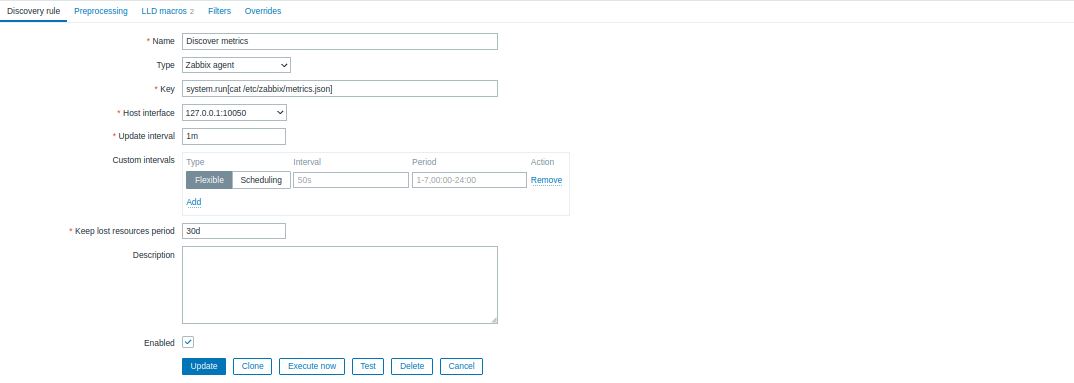 Discovery rule Preprocessing LLD macros 2 Filters Overrides
* Name Discover metrics
Type Zabbix agent
* Key system.run[cat /etc/zabbix/metrics.json]
* Host interface 127.0.0.1:10050
* Update interval 1m
Custom intervals Type Interval Period Action
Flexible Scheduling 50s 1-7,00:00-24:00 Remove
Add
* Keep lost resources period 30d
Description
Enabled
Update Clone Execute now Test Delete Cancel